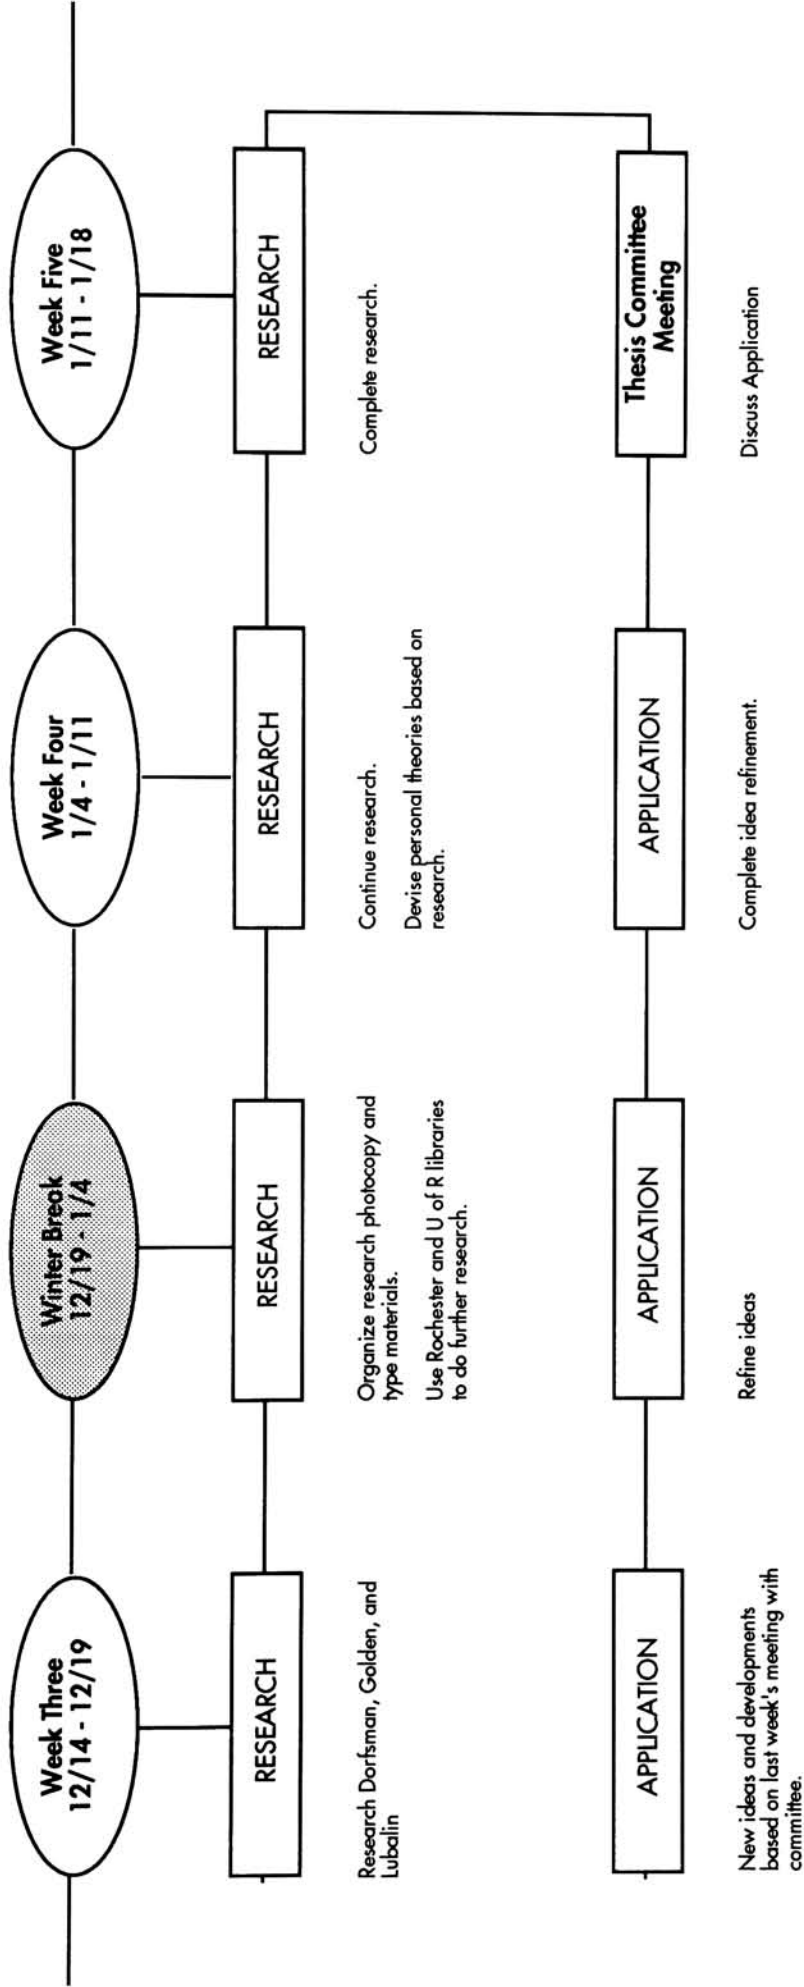 Week Three
12/14 - 12/19
Winter Break
12/19 - 1/4
Week Four
1/4 - 1/11
Week Five
1/11 - 1/18
RESEARCH
RESEARCH
RESEARCH
RESEARCH
Research Dorfsman, Golden, and
Lubalin
Organize research photocopy and
type materials.
Use Rochester and U of R libraries
to do further research.
Continue research.
Devise personal theories based on
research.
Complete research.
APPLICATION
APPLICATION
APPLICATION
Thesis Committee
Meeting
New ideas and developments
based on last week's meeting with
committee.
Refine ideas
Complete idea refinement.
Discuss Application